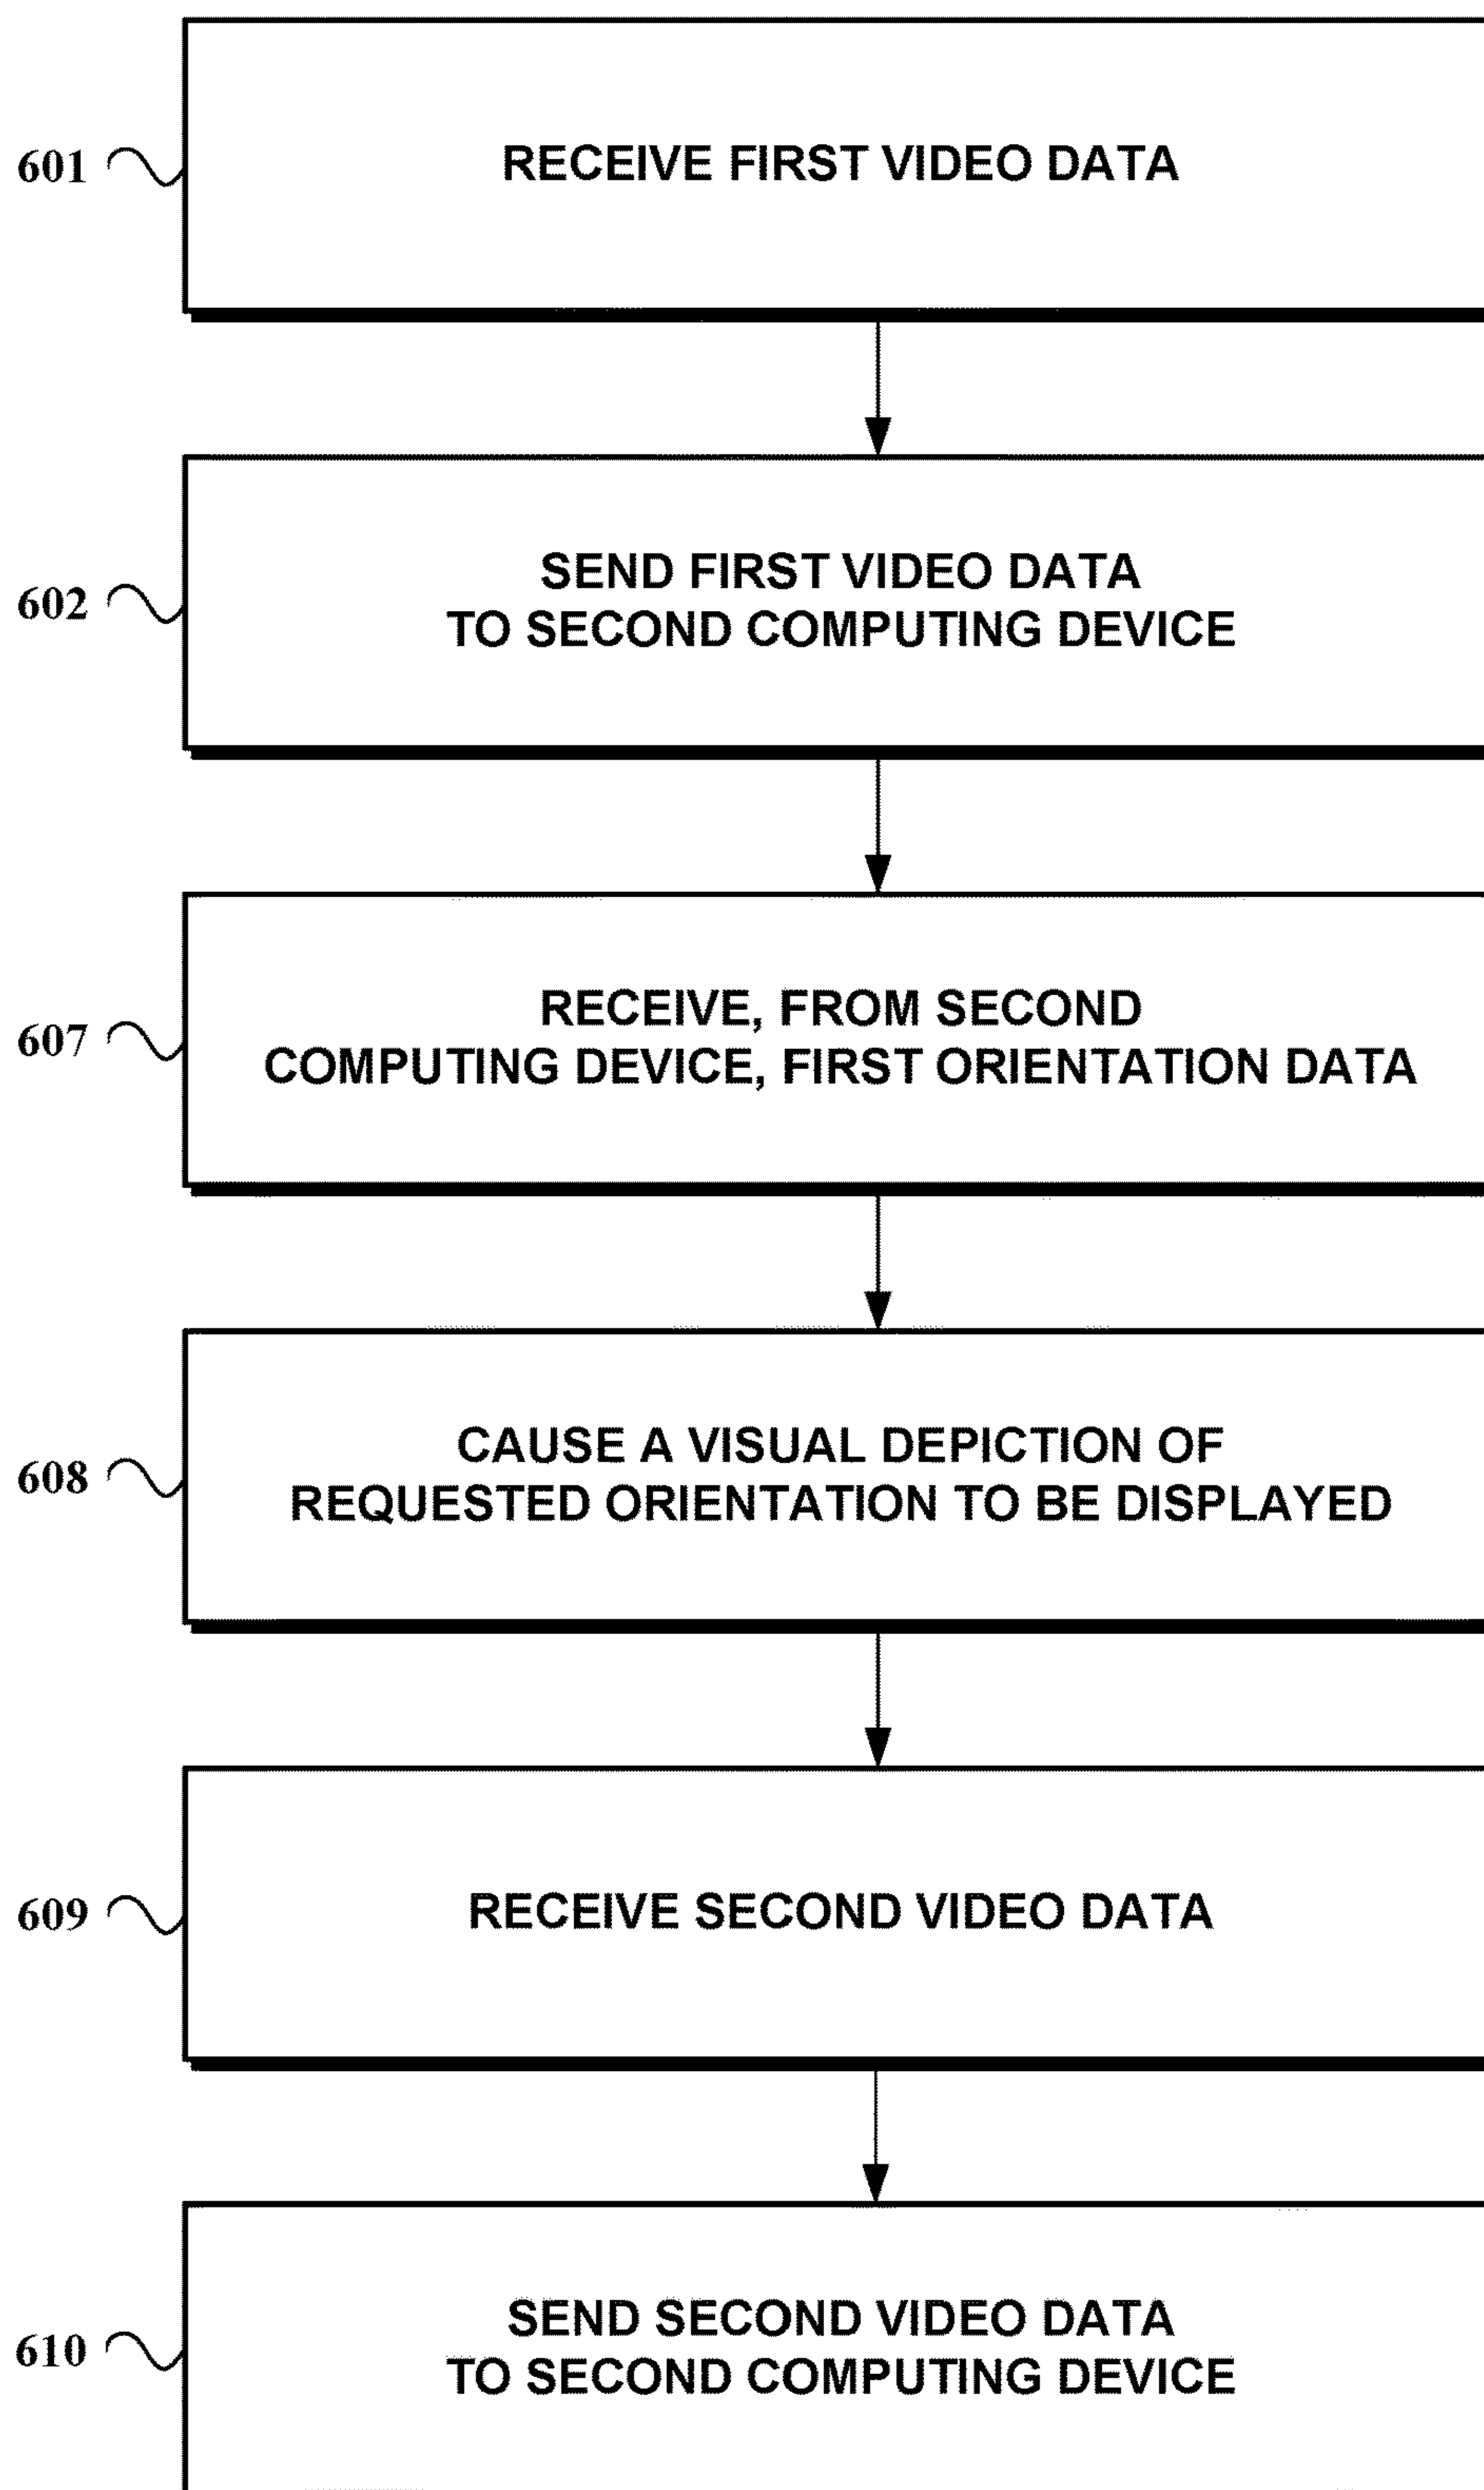 601
RECEIVE FIRST VIDEO DATA
602
SEND FIRST VIDEO DATA
TO SECOND COMPUTING DEVICE
607
RECEIVE, FROM SECOND
COMPUTING DEVICE, FIRST ORIENTATION DATA
608
CAUSE A VISUAL DEPICTION OF
REQUESTED ORIENTATION TO BE DISPLAYED
609
RECEIVE SECOND VIDEO DATA
610
SEND SECOND VIDEO DATA
TO SECOND COMPUTING DEVICE